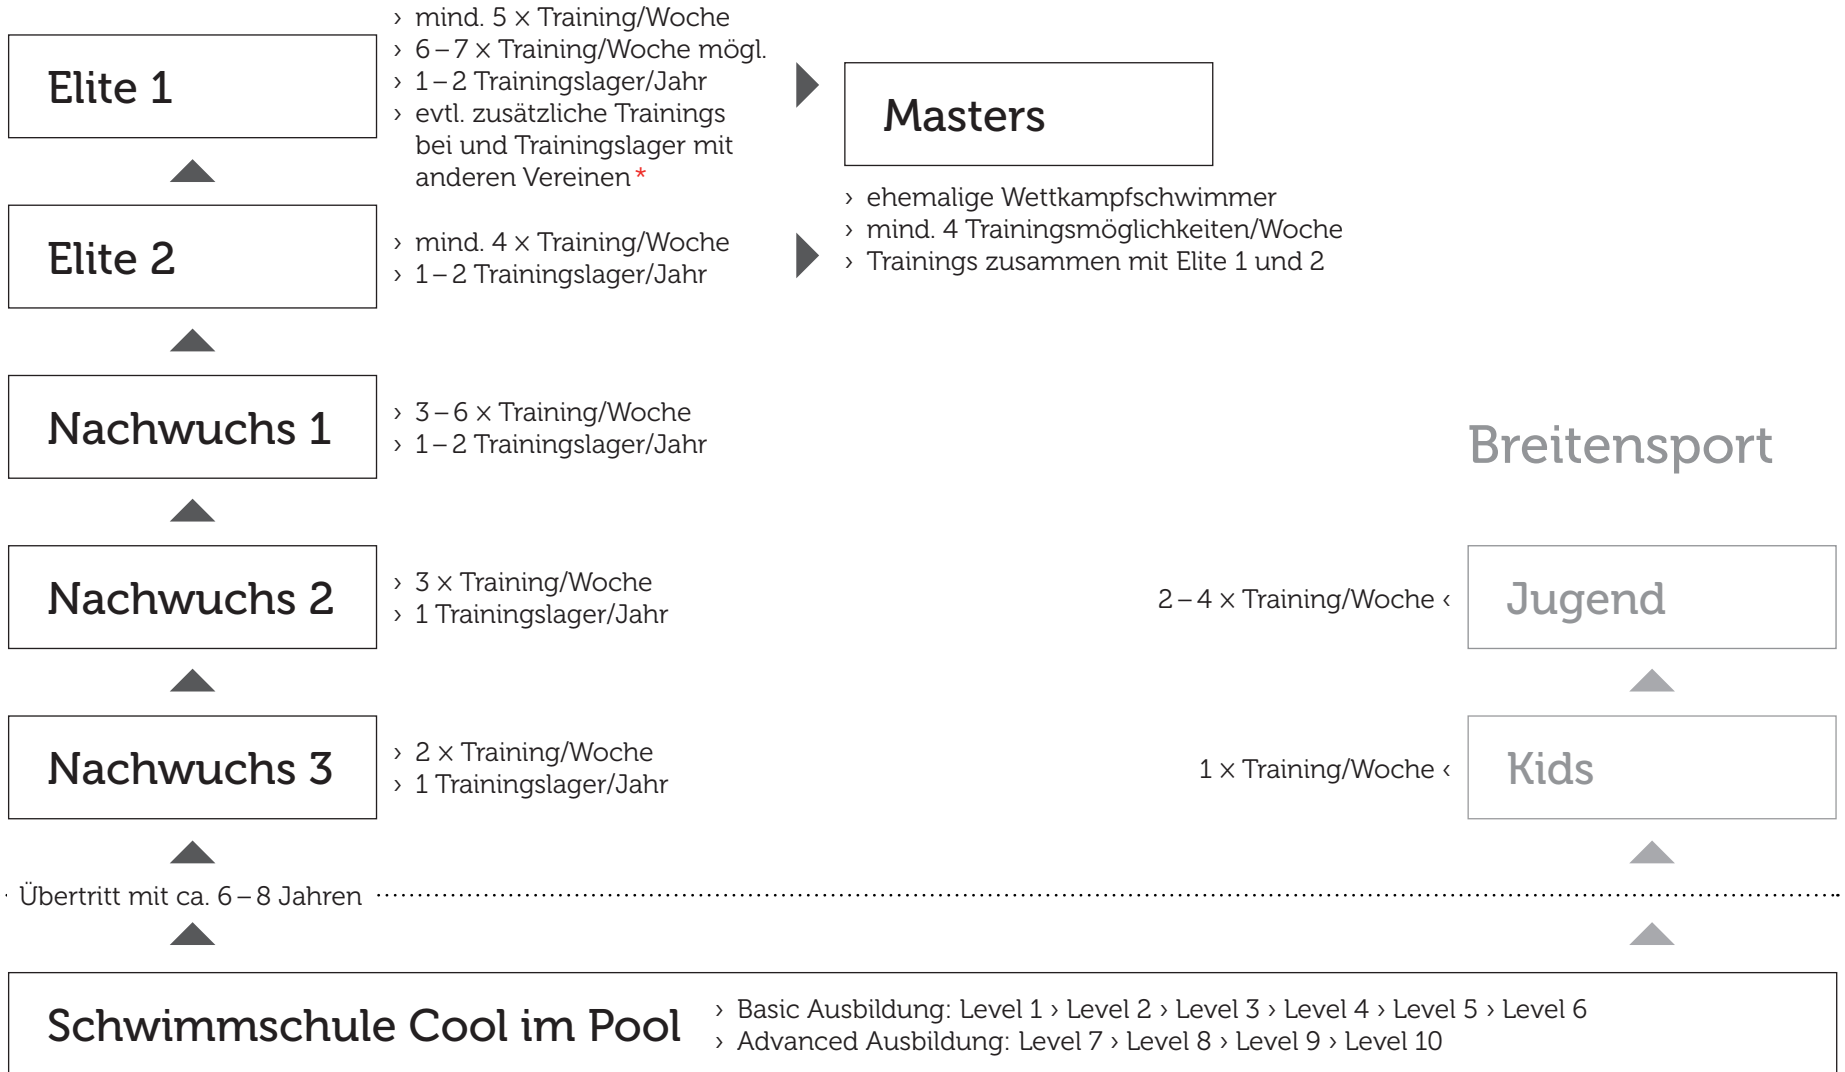 Elite 1
› mind. 5 × Training/Woche
› 6 – 7 × Training/Woche mögl.
› 1 – 2 Trainingslager/Jahr
› evtl. zusätzliche Trainings
bei und Trainingslager mit
anderen Vereinen *
Masters
› ehemalige Wettkampfschwimmer
› mind. 4 Trainingsmöglichkeiten/Woche
› Trainings zusammen mit Elite 1 und 2
Elite 2
› mind. 4 × Training/Woche
› 1 – 2 Trainingslager/Jahr
Nachwuchs 1
› 3 – 6 × Training/Woche
› 1 – 2 Trainingslager/Jahr
Breitensport
Nachwuchs 2
› 3 × Training/Woche
› 1 Trainingslager/Jahr
2 – 4 × Training/Woche ‹
Jugend
Nachwuchs 3
› 2 × Training/Woche
› 1 Trainingslager/Jahr
1 × Training/Woche ‹
Kids
Übertritt mit ca. 6 – 8 Jahren
Schwimmschule Cool im Pool
› Basic Ausbildung: Level 1 › Level 2 › Level 3 › Level 4 › Level 5 › Level 6
› Advanced Ausbildung: Level 7 › Level 8 › Level 9 › Level 10